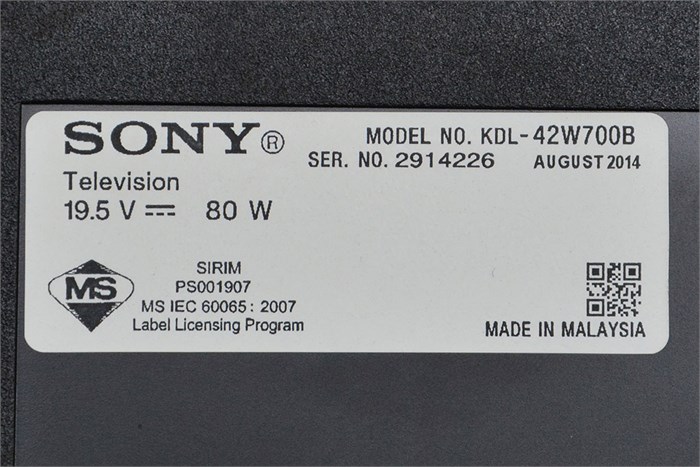 SONY®
MODEL NO. KDL-42W700B
SER. NO. 2914226 AUGUST 2014
Television
19.5 V ⎓ 80 W
MS
SIRIM
PS001907
MS IEC 60065 : 2007
Label Licensing Program
MADE IN MALAYSIA